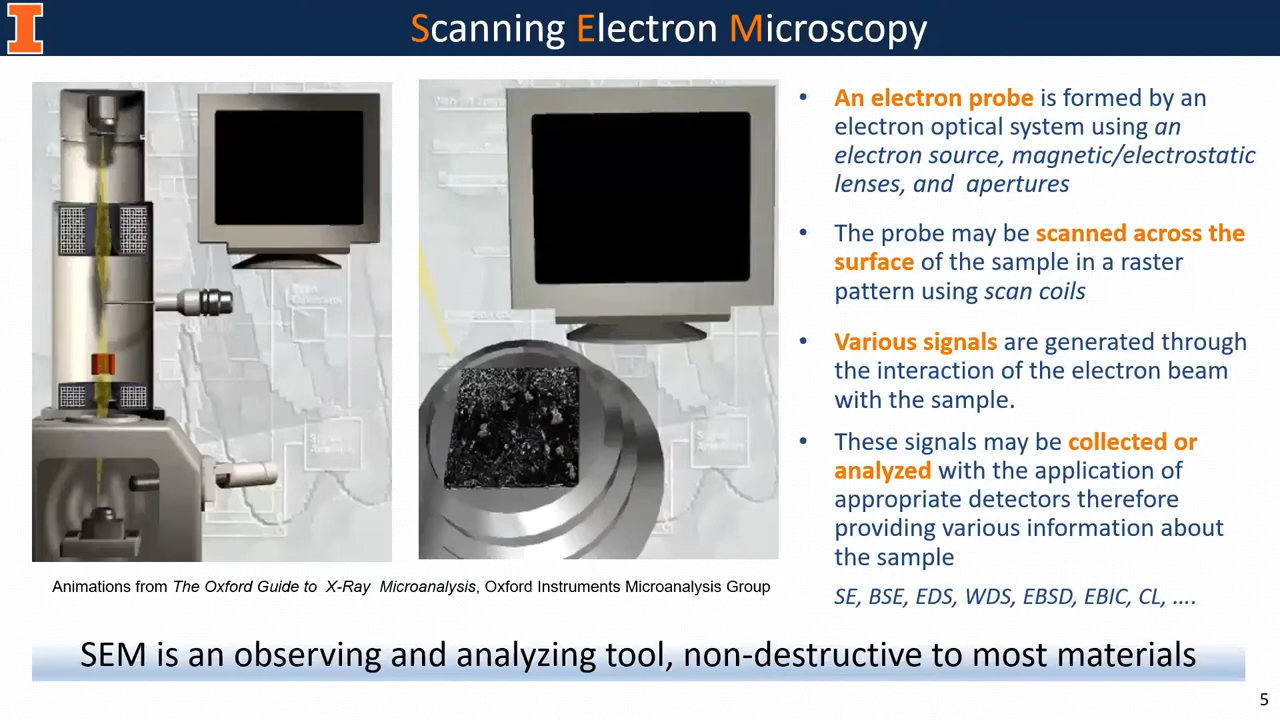 Scanning Electron Microscopy
• An electron probe is formed by an
electron optical system using an
electron source, magnetic/electrostatic
lenses, and apertures
• The probe may be scanned across the
surface of the sample in a raster
pattern using scan coils
• Various signals are generated through
the interaction of the electron beam
with the sample.
• These signals may be collected or
analyzed with the application of
appropriate detectors therefore
providing various information about
the sample
SE, BSE, EDS, WDS, EBSD, EBIC, CL, ....
Animations from The Oxford Guide to X-Ray Microanalysis, Oxford Instruments Microanalysis Group
SEM is an observing and analyzing tool, non-destructive to most materials
5